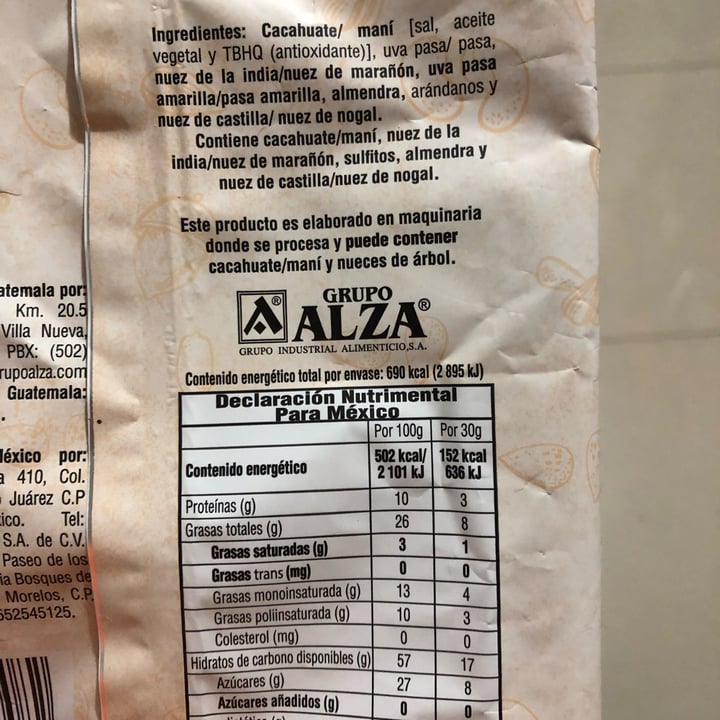 Ingredientes: Cacahuate/ maní [sal, aceite
vegetal y TBHQ (antioxidante)], uva pasa/ pasa,
nuez de la india/nuez de marañón, uva pasa
amarilla/pasa amarilla, almendra, arándanos y
nuez de castilla/ nuez de nogal.
Contiene cacahuate/maní, nuez de la
india/nuez de marañón, sulfitos, almendra y
nuez de castilla/nuez de nogal.
Este producto es elaborado en maquinaria
donde se procesa y puede contener
cacahuate/maní y nueces de árbol.
GRUPO
ALZA®
GRUPO INDUSTRIAL ALIMENTICIO,S.A.
Contenido energético total por envase: 690 kcal (2 895 kJ)
Declaración Nutrimental
Para México
Por 100g Por 30g
Contenido energético 502 kcal/ 2 101 kJ 152 kcal 636 kJ
Proteínas (g) 10 3
Grasas totales (g) 26 8
Grasas saturadas (g) 3 1
Grasas trans (mg) 0 0
Grasas monoinsaturada (g) 13 4
Grasas poliinsaturada (g) 10 3
Colesterol (mg) 0 0
Hidratos de carbono disponibles (g) 57 17
Azúcares (g) 27 8
Azúcares añadidos (g) 0 0
atemala por:
Km. 20.5
Villa Nueva,
PBX: (502)
rupoalza.com
Guatemala:
.
léxico por:
a 410, Col.
Juárez C.P
ico. Tel:
S.A. de C.V.
Paseo de los
ia Bosques de
Morelos, C.P.
552545125.